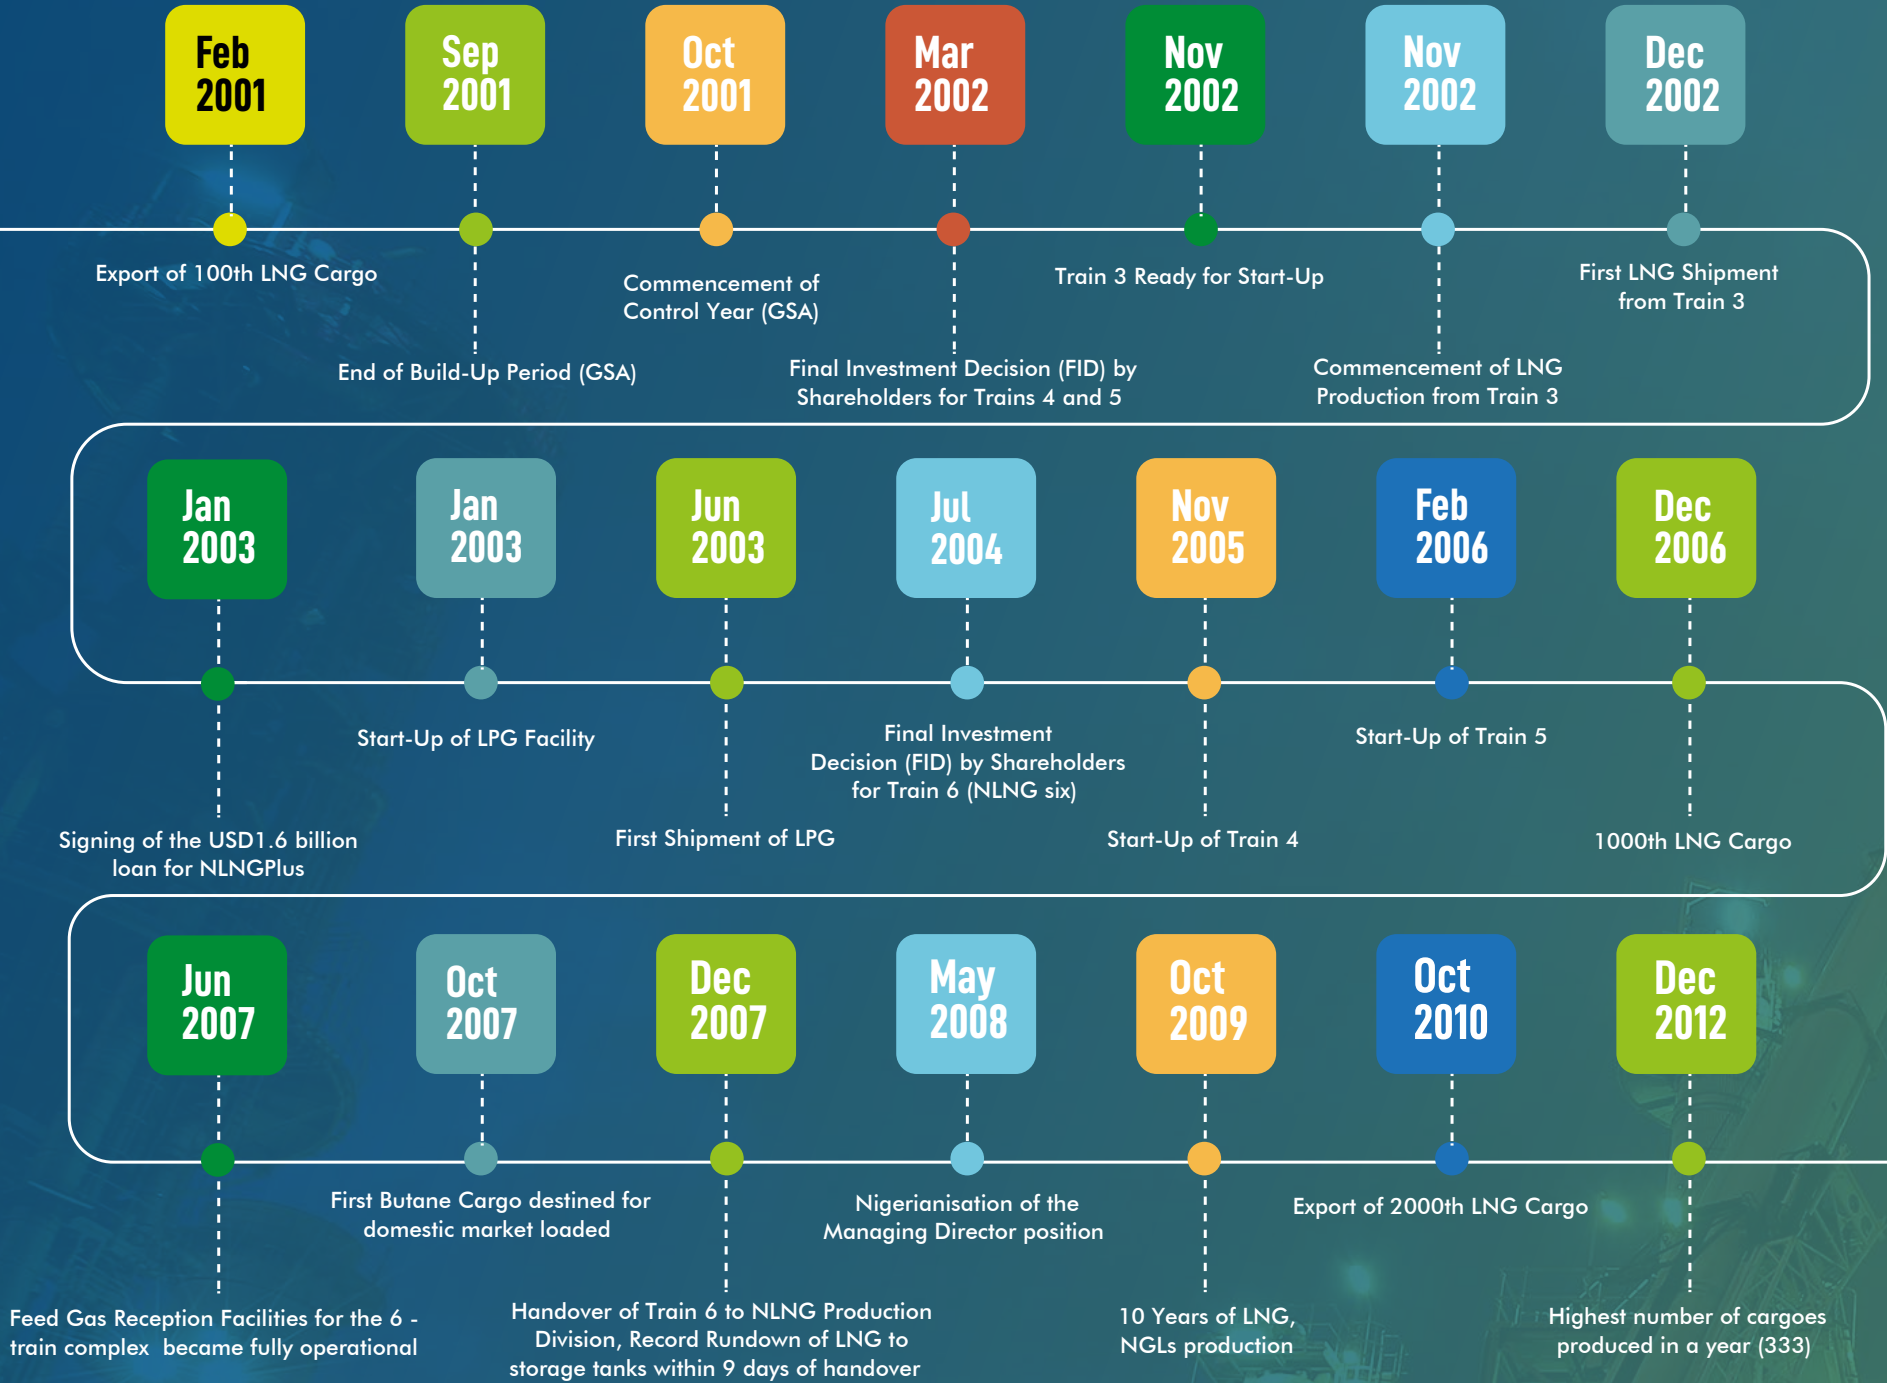 Feb
2001
Export of 100th LNG Cargo
Sep
2001
End of Build-Up Period (GSA)
Oct
2001
Commencement of
Control Year (GSA)
Mar
2002
Final Investment Decision (FID) by
Shareholders for Trains 4 and 5
Nov
2002
Train 3 Ready for Start-Up
Nov
2002
Commencement of LNG
Production from Train 3
Dec
2002
First LNG Shipment
from Train 3
Jan
2003
Signing of the USD1.6 billion
loan for NLNGPlus
Jan
2003
Start-Up of LPG Facility
Jun
2003
First Shipment of LPG
Jul
2004
Final Investment
Decision (FID) by Shareholders
for Train 6 (NLNG six)
Nov
2005
Start-Up of Train 4
Feb
2006
Start-Up of Train 5
Dec
2006
1000th LNG Cargo
Jun
2007
Feed Gas Reception Facilities for the 6 -
train complex became fully operational
Oct
2007
First Butane Cargo destined for
domestic market loaded
Dec
2007
Handover of Train 6 to NLNG Production
Division, Record Rundown of LNG to
storage tanks within 9 days of handover
May
2008
Nigerianisation of the
Managing Director position
Oct
2009
10 Years of LNG,
NGLs production
Oct
2010
Export of 2000th LNG Cargo
Dec
2012
Highest number of cargoes
produced in a year (333)